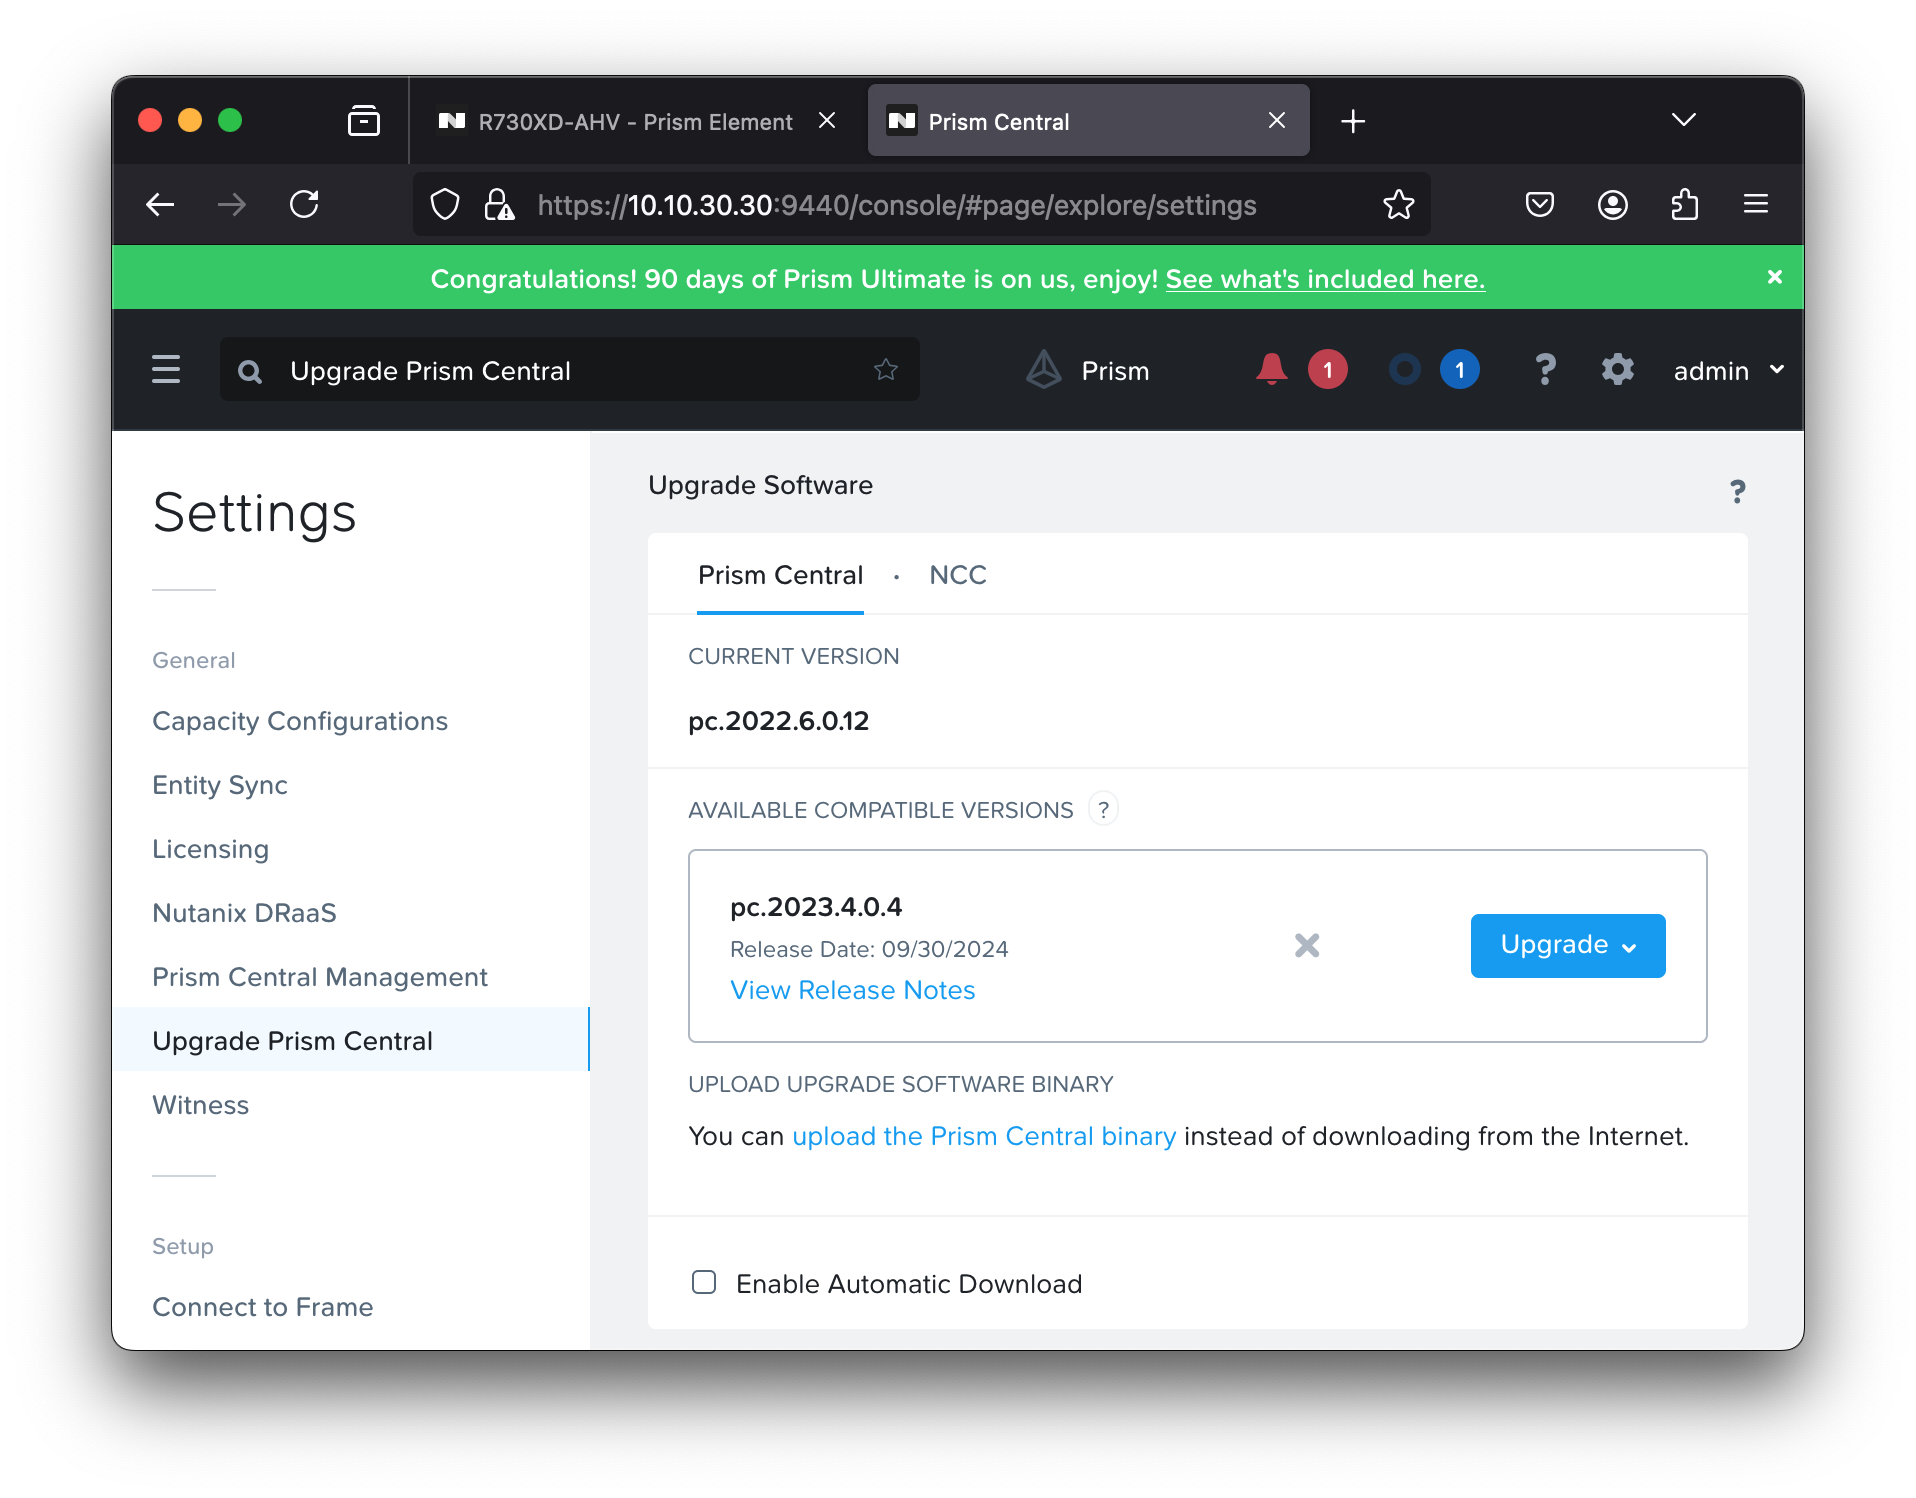 R730XD-AHV - Prism Element
Prism Central
https://10.10.30.30:9440/console/#page/explore/settings
Congratulations! 90 days of Prism Ultimate is on us, enjoy! See what's included here.
Upgrade Prism Central
Prism
1
1
?
admin
Settings
General
Capacity Configurations
Entity Sync
Licensing
Nutanix DRaaS
Prism Central Management
Upgrade Prism Central
Witness
Setup
Connect to Frame
Upgrade Software
?
Prism Central · NCC
CURRENT VERSION
pc.2022.6.0.12
AVAILABLE COMPATIBLE VERSIONS ?
pc.2023.4.0.4
Release Date: 09/30/2024
View Release Notes
Upgrade
UPLOAD UPGRADE SOFTWARE BINARY
You can upload the Prism Central binary instead of downloading from the Internet.
Enable Automatic Download